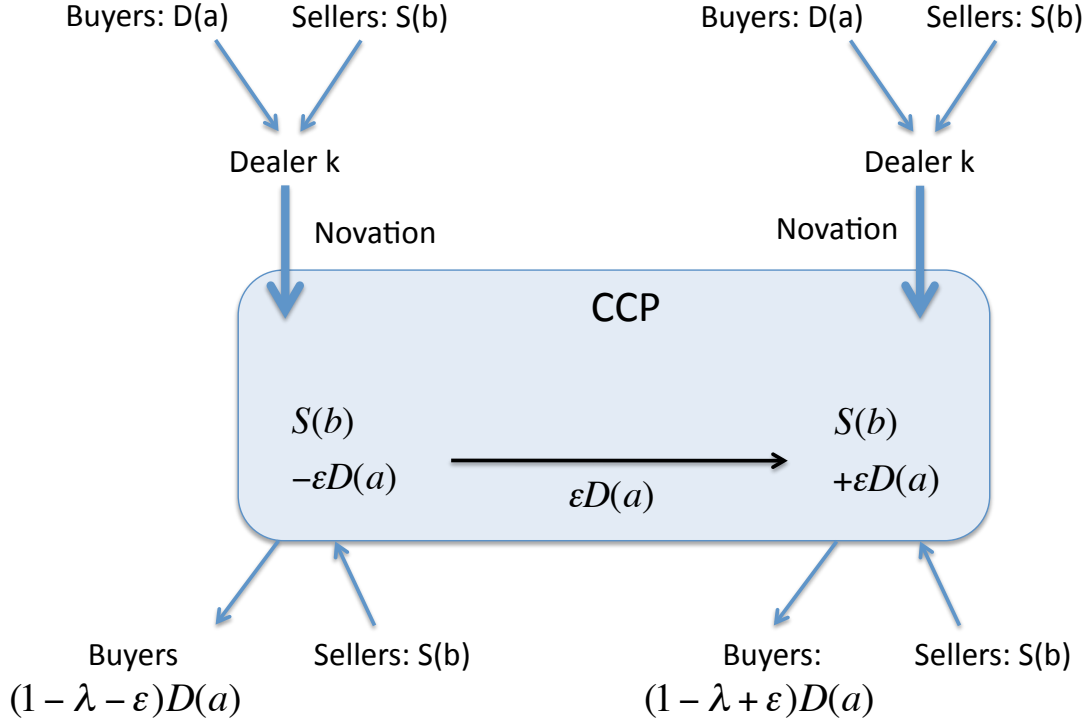 Buyers: D(a) Sellers: S(b) Buyers: D(a) Sellers: S(b)
Dealer k Dealer k
Novation Novation
CCP
S(b) S(b)
−εD(a) εD(a) +εD(a)
Buyers Sellers: S(b) Buyers: Sellers: S(b)
(1 − λ − ε)D(a) (1 − λ + ε)D(a)